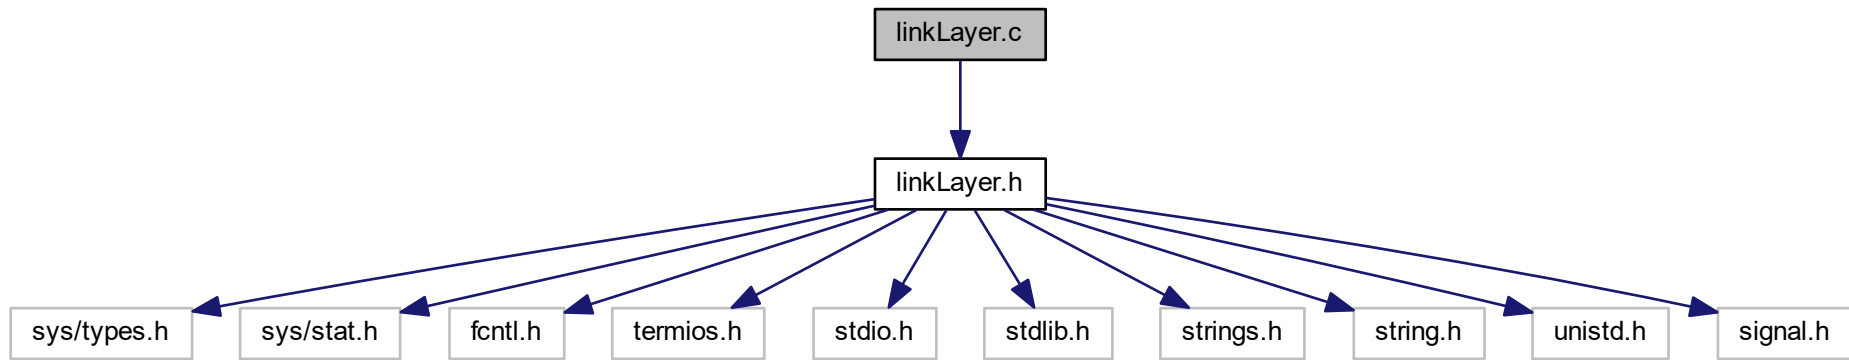 linkLayer.c
linkLayer.h
sys/types.h
sys/stat.h
fcntl.h
termios.h
stdio.h
stdlib.h
strings.h
string.h
unistd.h
signal.h